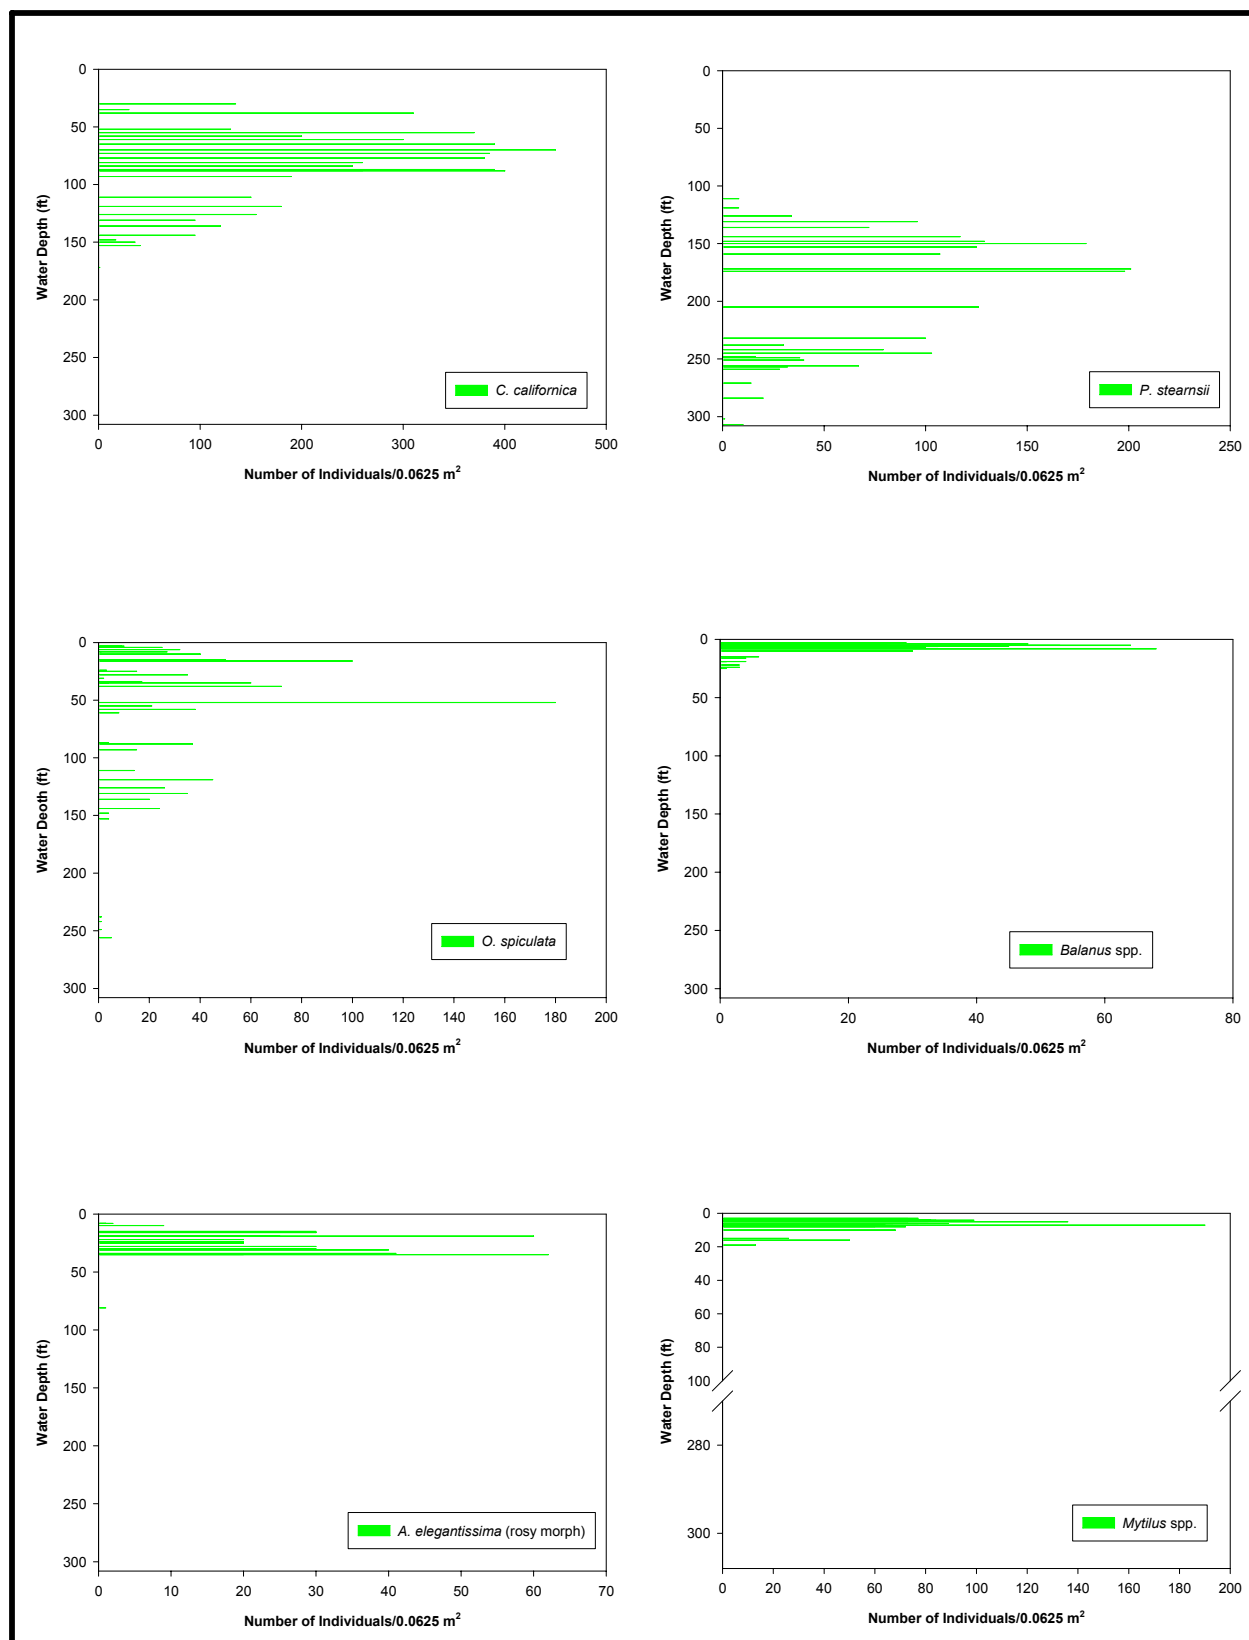 0
50
100
150
200
250
300
Water Depth (ft)
C. californica
0 100 200 300 400 500
Number of Individuals/0.0625 m²
0
50
100
150
200
250
300
Water Depth (ft)
P. stearnsii
0 50 100 150 200 250
Number of Individuals/0.0625 m²
0
50
100
150
200
250
300
Water Deoth (ft)
O. spiculata
0 20 40 60 80 100 120 140 160 180 200
Number of Individuals/0.0625 m²
0
50
100
150
200
250
300
Water Depth (ft)
Balanus spp.
0 20 40 60 80
Number of Individuals/0.0625 m²
0
50
100
150
200
250
300
Water Depth (ft)
A. elegantissima (rosy morph)
0 10 20 30 40 50 60 70
Number of Individuals/0.0625 m²
0
20
40
60
80
100
280
300
Water Depth (ft)
Mytilus spp.
0 20 40 60 80 100 120 140 160 180 200
Number of Individuals/0.0625 m²